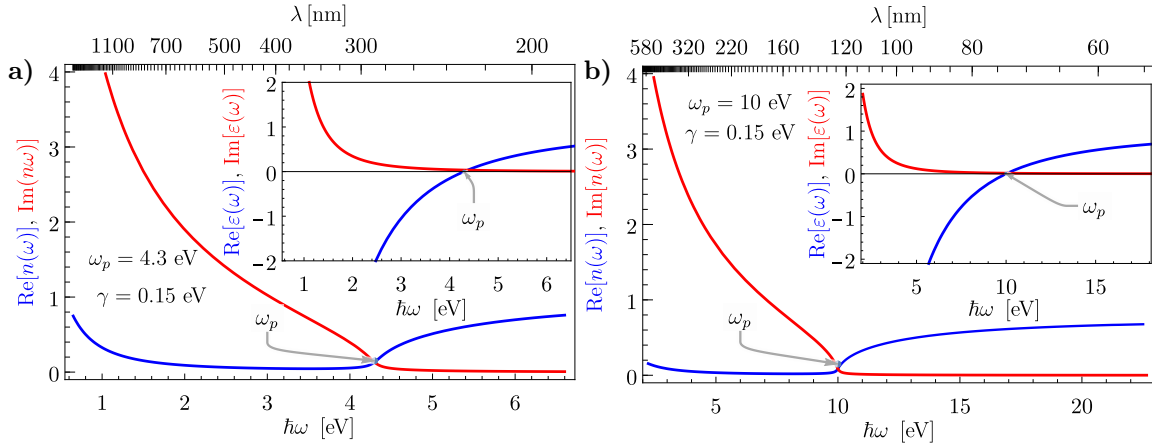 λ [nm]
1100 700 500 400 300 200
a)
4
3
2
1
0
Re[n(ω)], Im(nω)]
ω_p = 4.3 eV
γ = 0.15 eV
ω_p
1 2 3 4 5 6
ħω [eV]
2
1
0
−1
−2
Re[ε(ω)], Im[ε(ω)]
ω_p
1 2 3 4 5 6
ħω [eV]
λ [nm]
580 320 220 160 120 100 80 60
b)
4
3
2
1
0
Re[n(ω)], Im[n(ω)]
ω_p = 10 eV
γ = 0.15 eV
ω_p
5 10 15 20
ħω [eV]
2
1
0
−1
−2
Re[ε(ω)], Im[ε(ω)]
ω_p
5 10 15
ħω [eV]